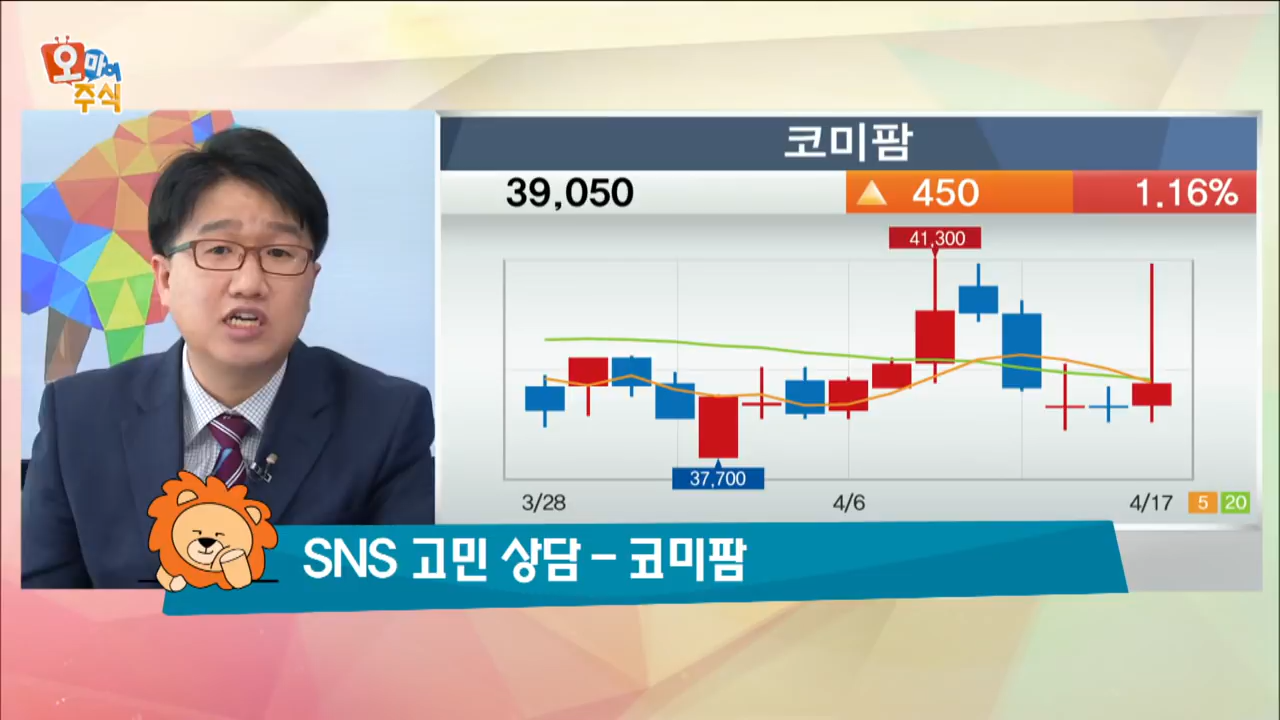 오마이
주식
코미팜
39,050 ▲ 450 1.16%
41,300
37,700
3/28 4/6 4/17 5 20
SNS 고민 상담 - 코미팜